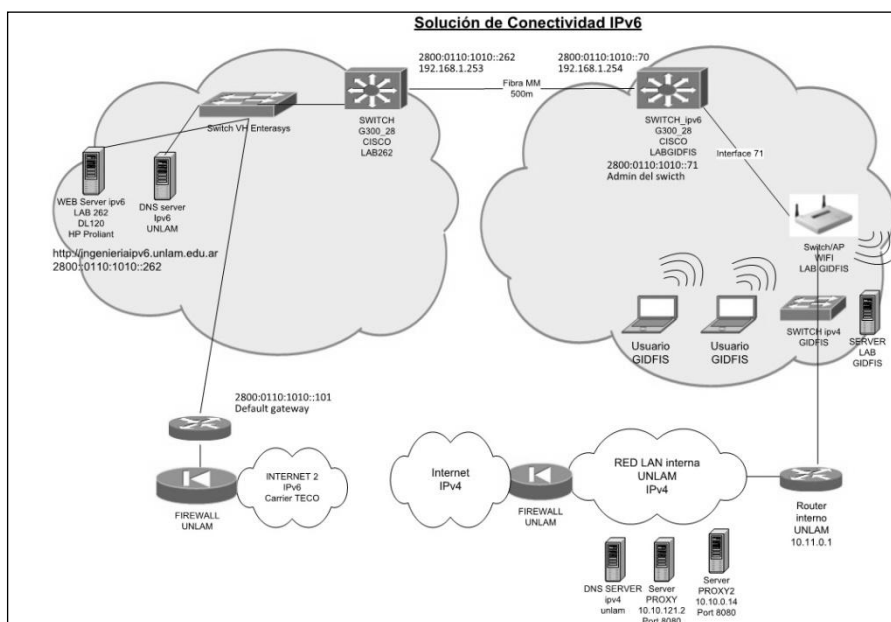 Solución de Conectividad IPv6
2800:0110:1010::262
192.168.1.253
Fibra MM
500m
2800:0110:1010::70
192.168.1.254
Switch VH Enterasys
SWITCH
G300_28
CISCO
LAB262
SWITCH_ipv6
G300_28
CISCO
LABGIDFIS
2800:0110:1010::71
Admin del swicth
Interface 71
WEB Server ipv6
LAB 262
DL120
HP Proliant
DNS server
Ipv6
UNLAM
http://ingenieriaipv6.unlam.edu.ar
2800::0110:1010::262
Switch/AP
WIFI
LAB GIDFIS
Usuario
GIDFIS
Usuario
GIDFIS
SWITCH ipv4
GIDFIS
SERVER
LAB
GIDFIS
2800:0110:1010::101
Default gateway
FIREWALL
UNLAM
INTERNET 2
IPv6
Carrier TECO
Internet
IPv4
FIREWALL
UNLAM
RED LAN interna
UNLAM
IPv4
Router
interno
UNLAM
10.11.0.1
DNS SERVER
ipv4
unlam
Server
PROXY
10.10.121.2
Port 8080
Server
PROXY2
10.10.0.14
Port 8080